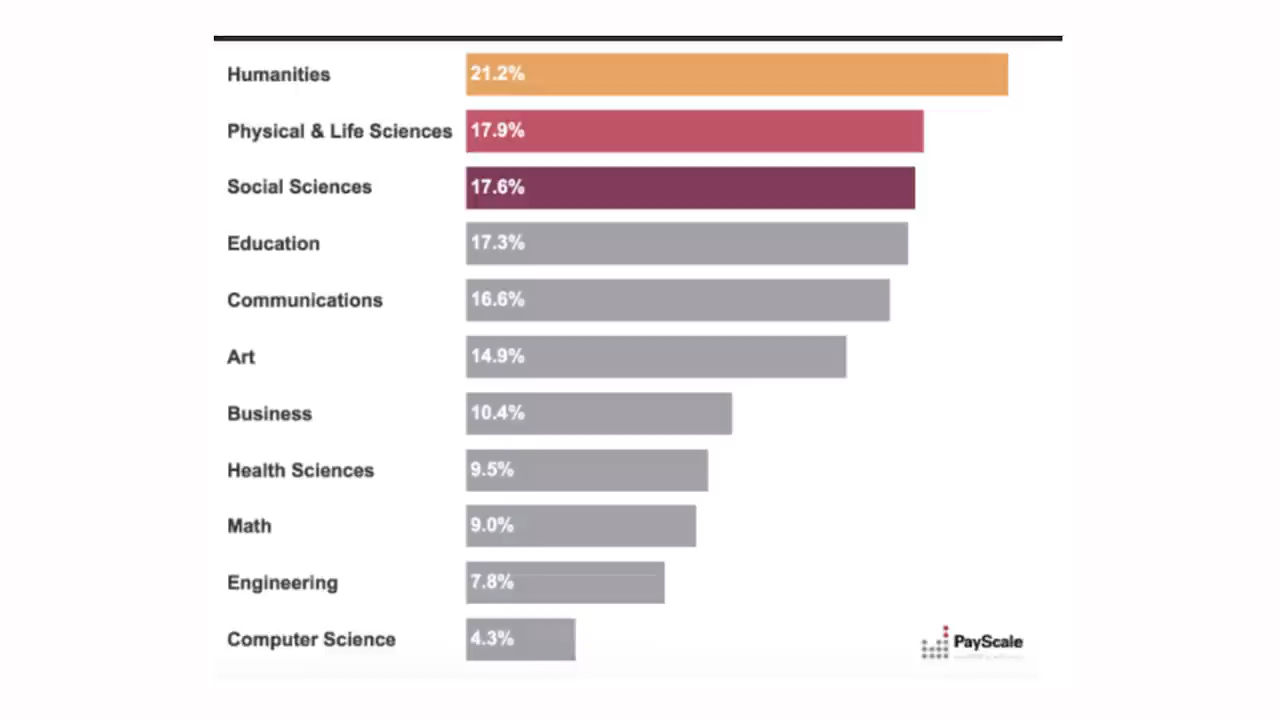 Humanities 21.2%
Physical & Life Sciences 17.9%
Social Sciences 17.6%
Education 17.3%
Communications 16.6%
Art 14.9%
Business 10.4%
Health Sciences 9.5%
Math 9.0%
Engineering 7.8%
Computer Science 4.3%
PayScale